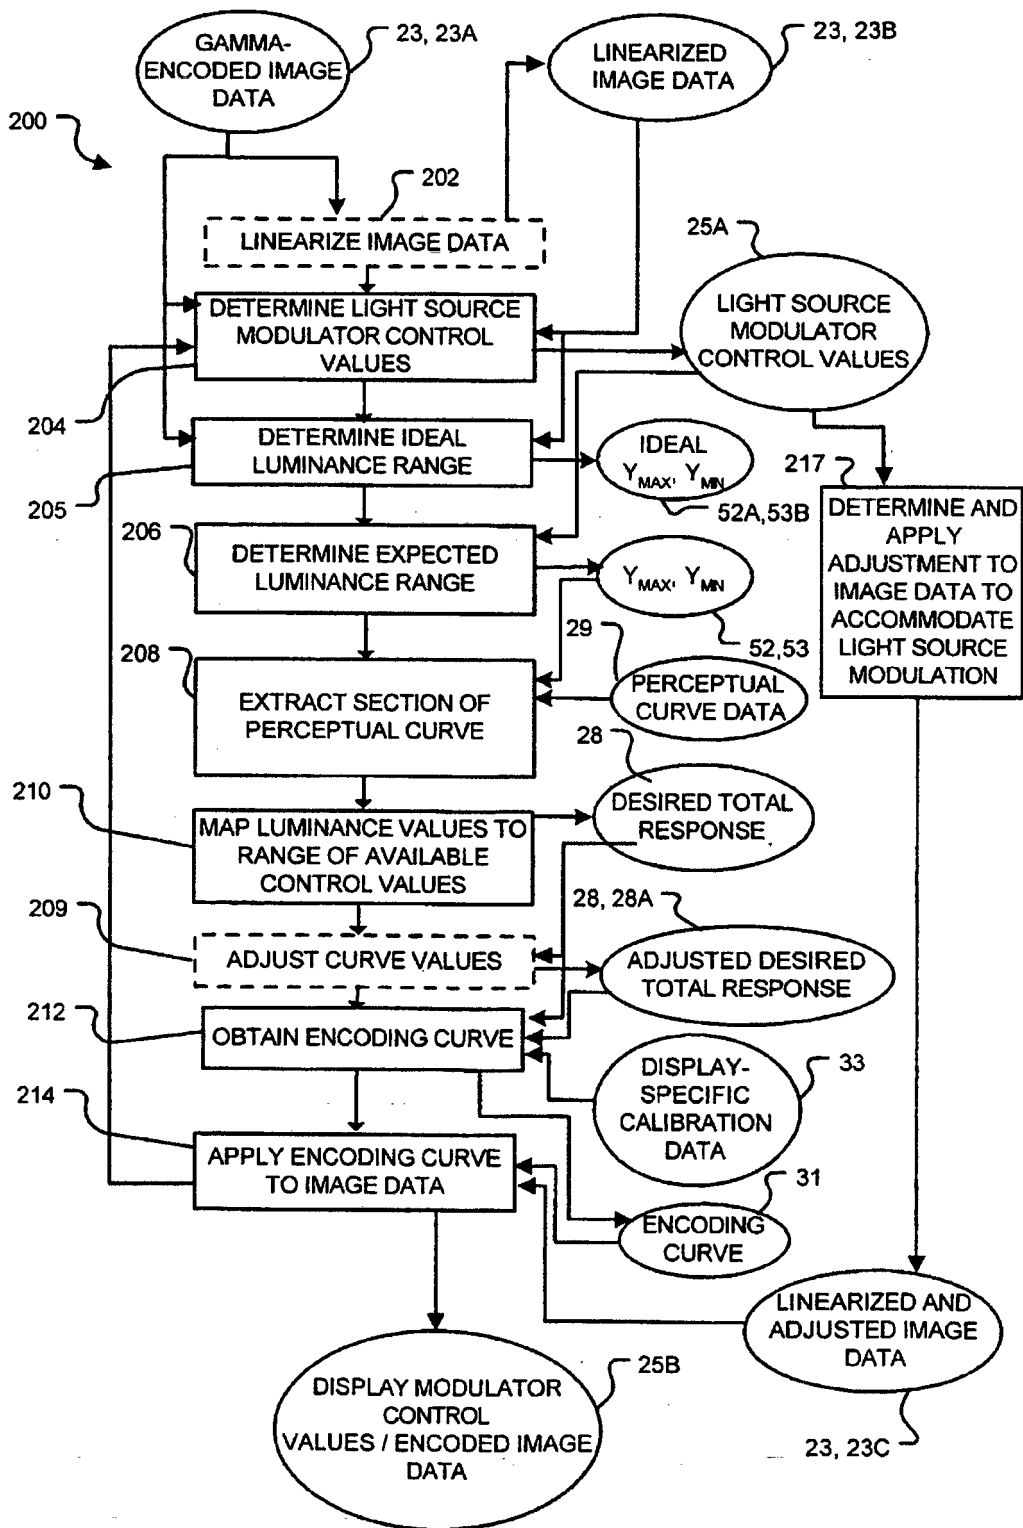 GAMMA-
ENCODED IMAGE
DATA
23, 23A
LINEARIZED
IMAGE DATA
23, 23B
200
202
LINEARIZE IMAGE DATA
25A
DETERMINE LIGHT SOURCE
MODULATOR CONTROL
VALUES
204
LIGHT SOURCE
MODULATOR
CONTROL VALUES
DETERMINE IDEAL
LUMINANCE RANGE
205
IDEAL
YMAX, YMIN
52A,53B
217
DETERMINE AND
APPLY
ADJUSTMENT TO
IMAGE DATA TO
ACCOMMODATE
LIGHT SOURCE
MODULATION
206
DETERMINE EXPECTED
LUMINANCE RANGE
YMAX, YMIN
52,53
208
EXTRACT SECTION OF
PERCEPTUAL CURVE
29
PERCEPTUAL
CURVE DATA
210
MAP LUMINANCE VALUES TO
RANGE OF AVAILABLE
CONTROL VALUES
28
DESIRED TOTAL
RESPONSE
209
ADJUST CURVE VALUES
28, 28A
ADJUSTED DESIRED
TOTAL RESPONSE
212
OBTAIN ENCODING CURVE
DISPLAY-
SPECIFIC
CALIBRATION
DATA
33
214
APPLY ENCODING CURVE
TO IMAGE DATA
31
ENCODING
CURVE
LINEARIZED AND
ADJUSTED IMAGE
DATA
23, 23C
DISPLAY MODULATOR
CONTROL
VALUES / ENCODED IMAGE
DATA
25B